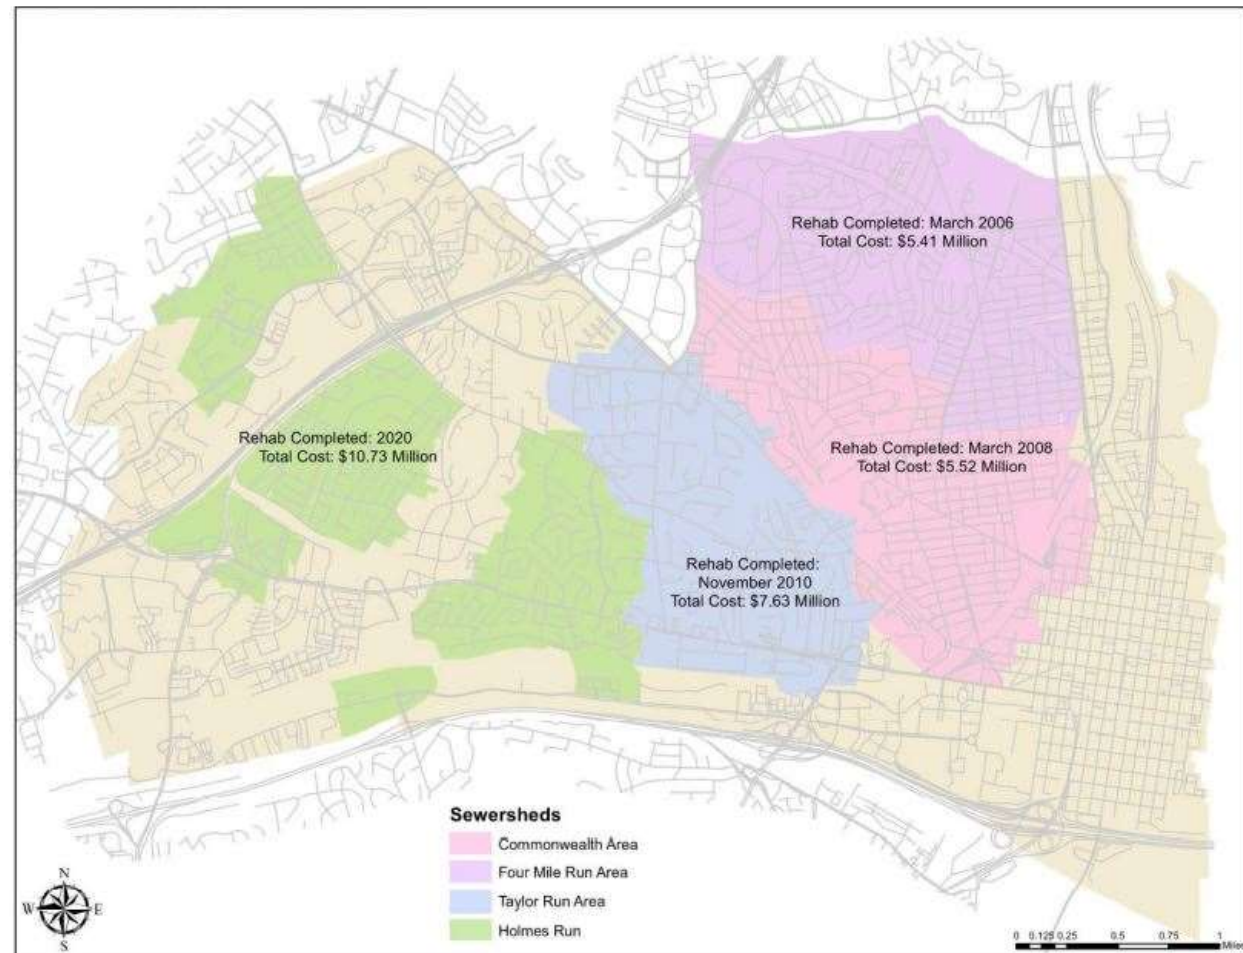 Rehab Completed: March 2006
Total Cost: $5.41 Million
Rehab Completed: 2020
Total Cost: $10.73 Million
Rehab Completed: March 2008
Total Cost: $5.52 Million
Rehab Completed:
November 2010
Total Cost: $7.63 Million
Sewersheds
Commonwealth Area
Four Mile Run Area
Taylor Run Area
Holmes Run
N
W E
S
0 0.125 0.25 0.5 0.75 1
Miles